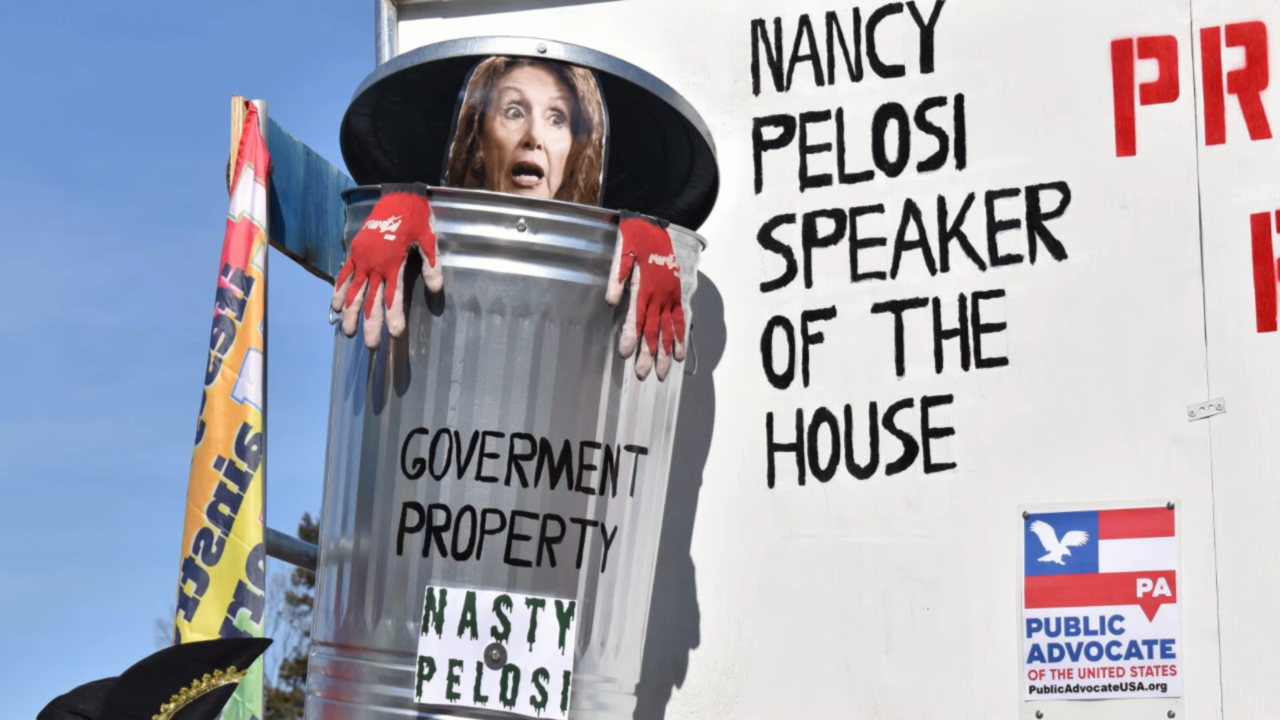 NANCY
PELOSI
SPEAKER
OF THE
HOUSE
PR
GOVERMENT
PROPERTY
NASTY
PELOSI
PA
PUBLIC
ADVOCATE
OF THE UNITED STATES
PublicAdvocateUSA.org